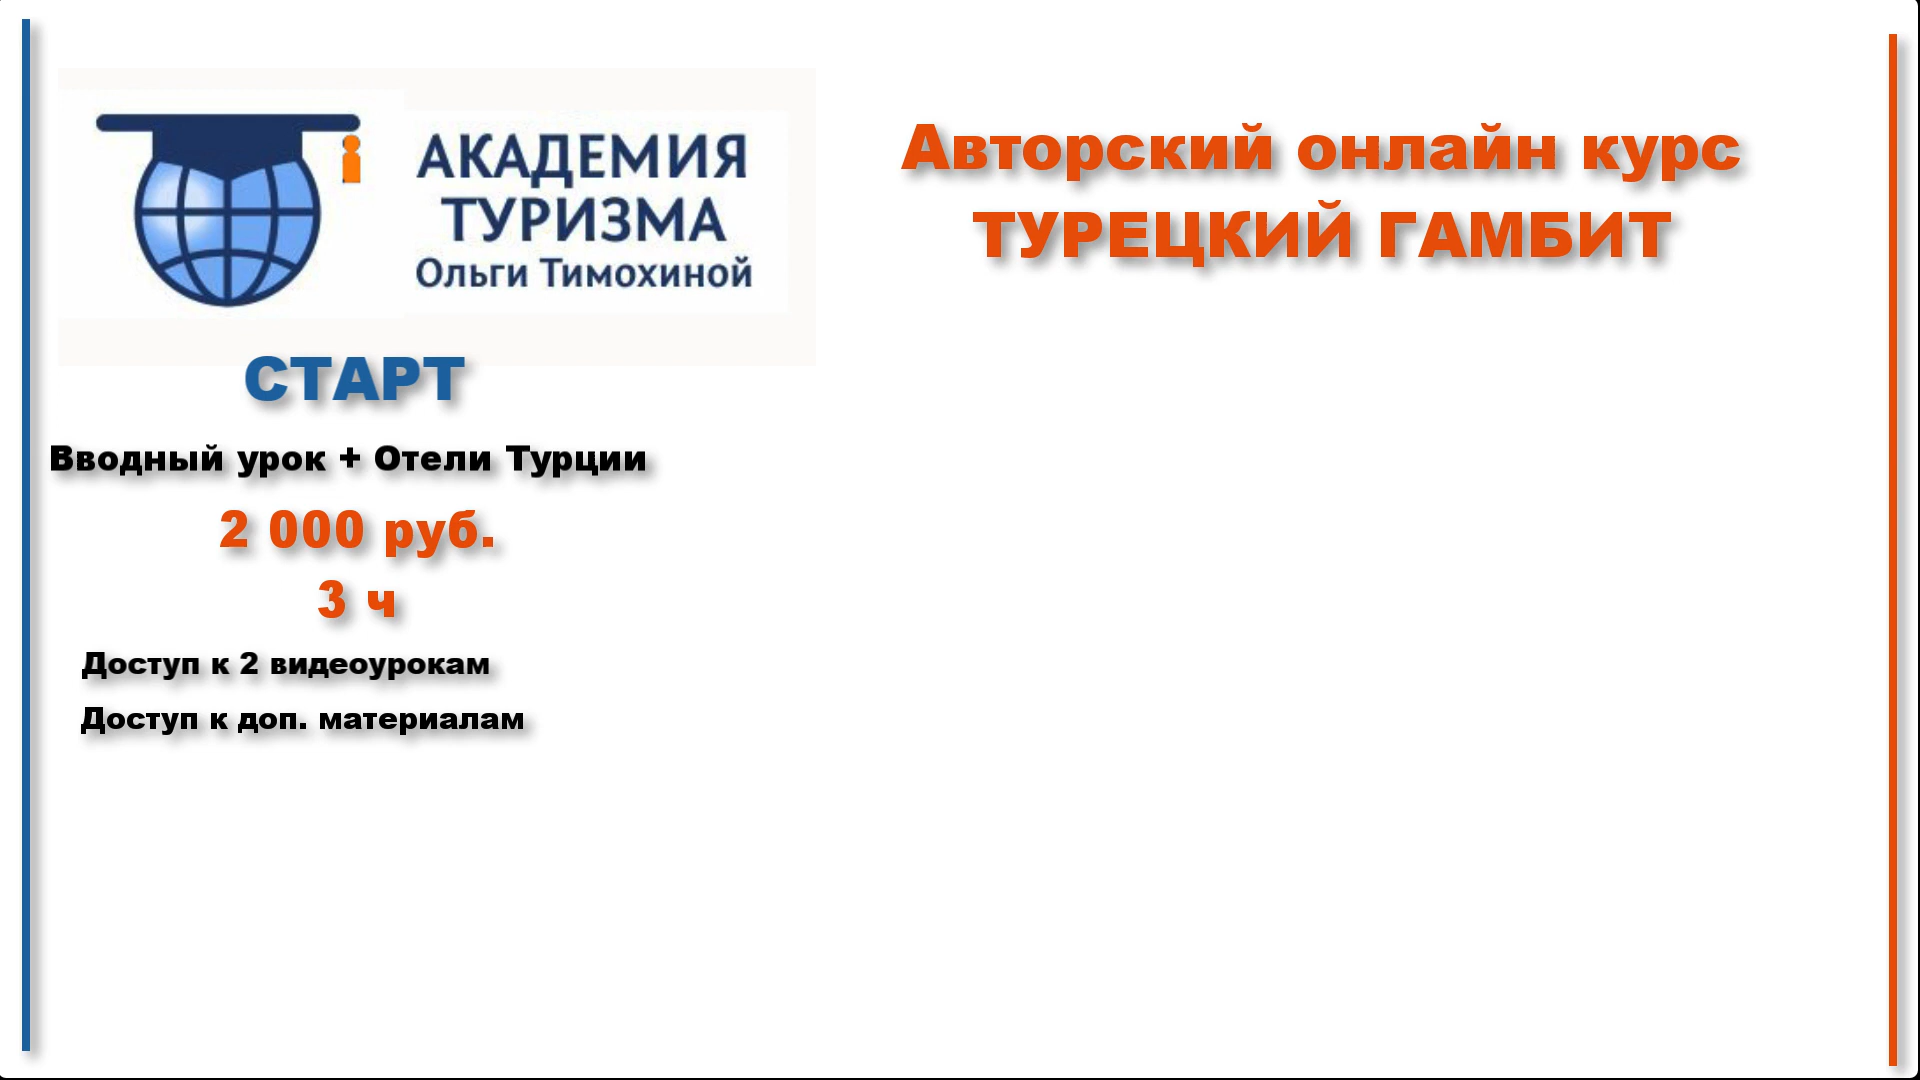 АКАДЕМИЯ
ТУРИЗМА
Ольги Тимохиной
Авторский онлайн курс
ТУРЕЦКИЙ ГАМБИТ
СТАРТ
Вводный урок + Отели Турции
2 000 руб.
3 ч
Доступ к 2 видеоурокам
Доступ к доп. материалам